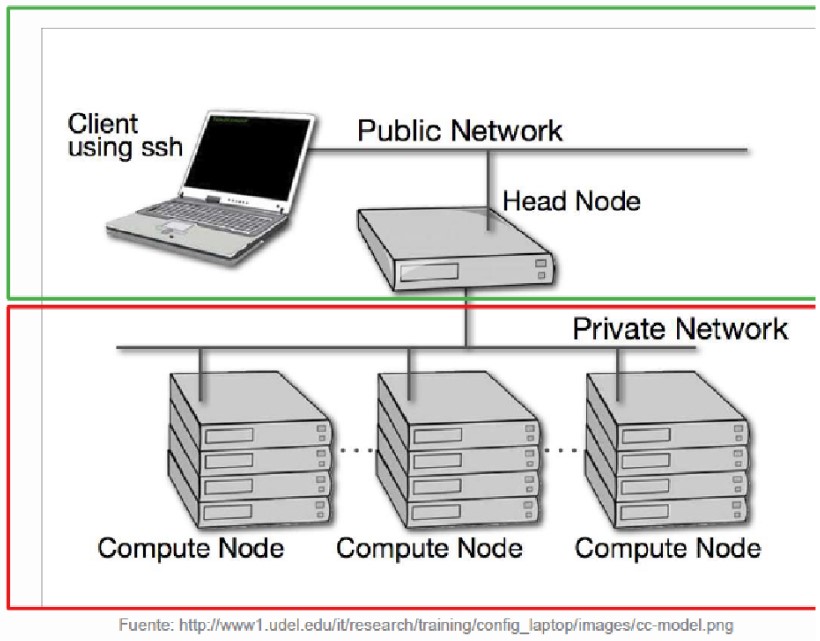 Client
using ssh
Public Network
Head Node
Private Network
Compute Node
Compute Node
Compute Node
Fuente: http://www1.udel.edu/it/research/training/config_laptop/images/cc-model.png